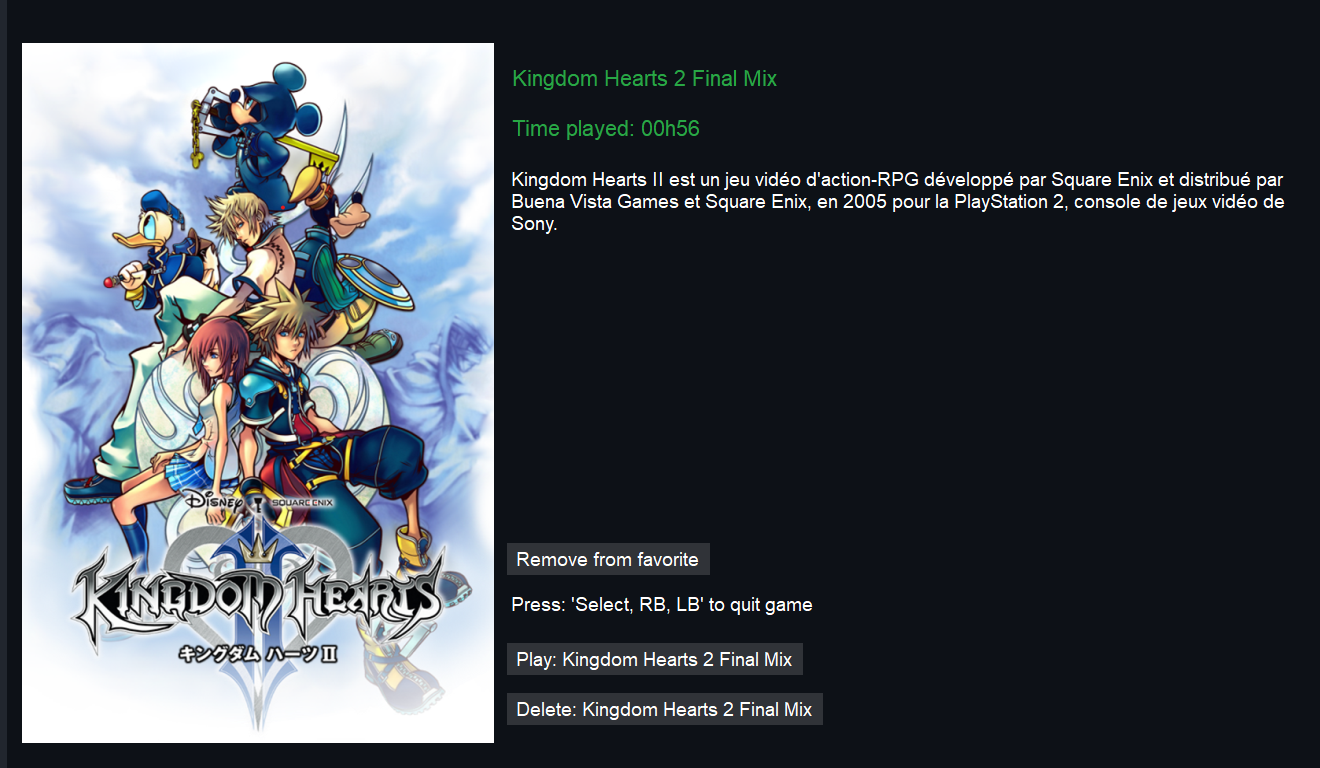 Kingdom Hearts 2 Final Mix
Time played: 00h56
Kingdom Hearts II est un jeu vidéo d'action-RPG développé par Square Enix et distribué par
Buena Vista Games et Square Enix, en 2005 pour la PlayStation 2, console de jeux vidéo de
Sony.
Disney SQUARE ENIX
KINGDOM HEARTS
II
キングダム ハーツ II
Remove from favorite
Press: 'Select, RB, LB' to quit game
Play: Kingdom Hearts 2 Final Mix
Delete: Kingdom Hearts 2 Final Mix